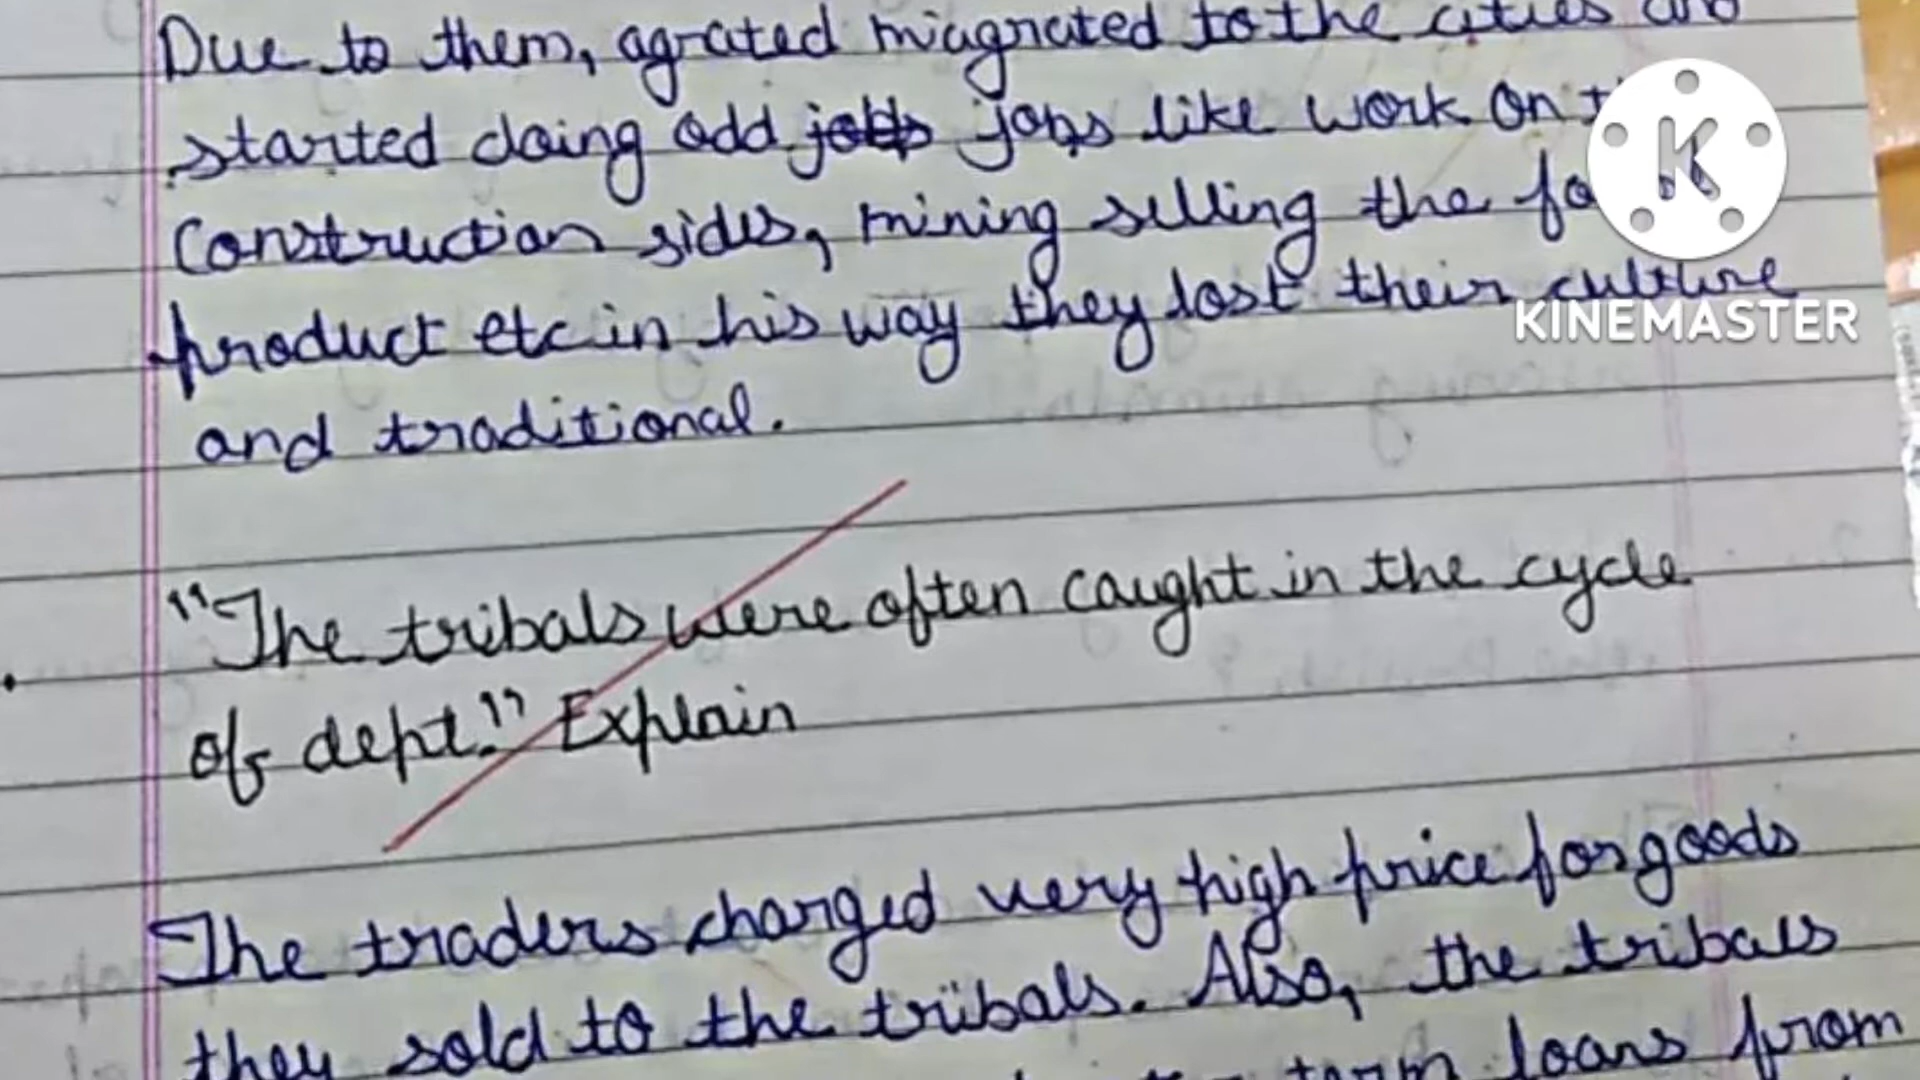 Due to them, agrated miagrated to the cities and
started doing odd jobs jobs like work on
Construction sides, mining selling the
product etc in his way they lost their culture
and traditional.
"The tribals were often caught in the cycle
of dept." Explain
The traders charged very high price for goods
they sold to the tribals. Also, the tribals
term loans from
K
KINEMASTER